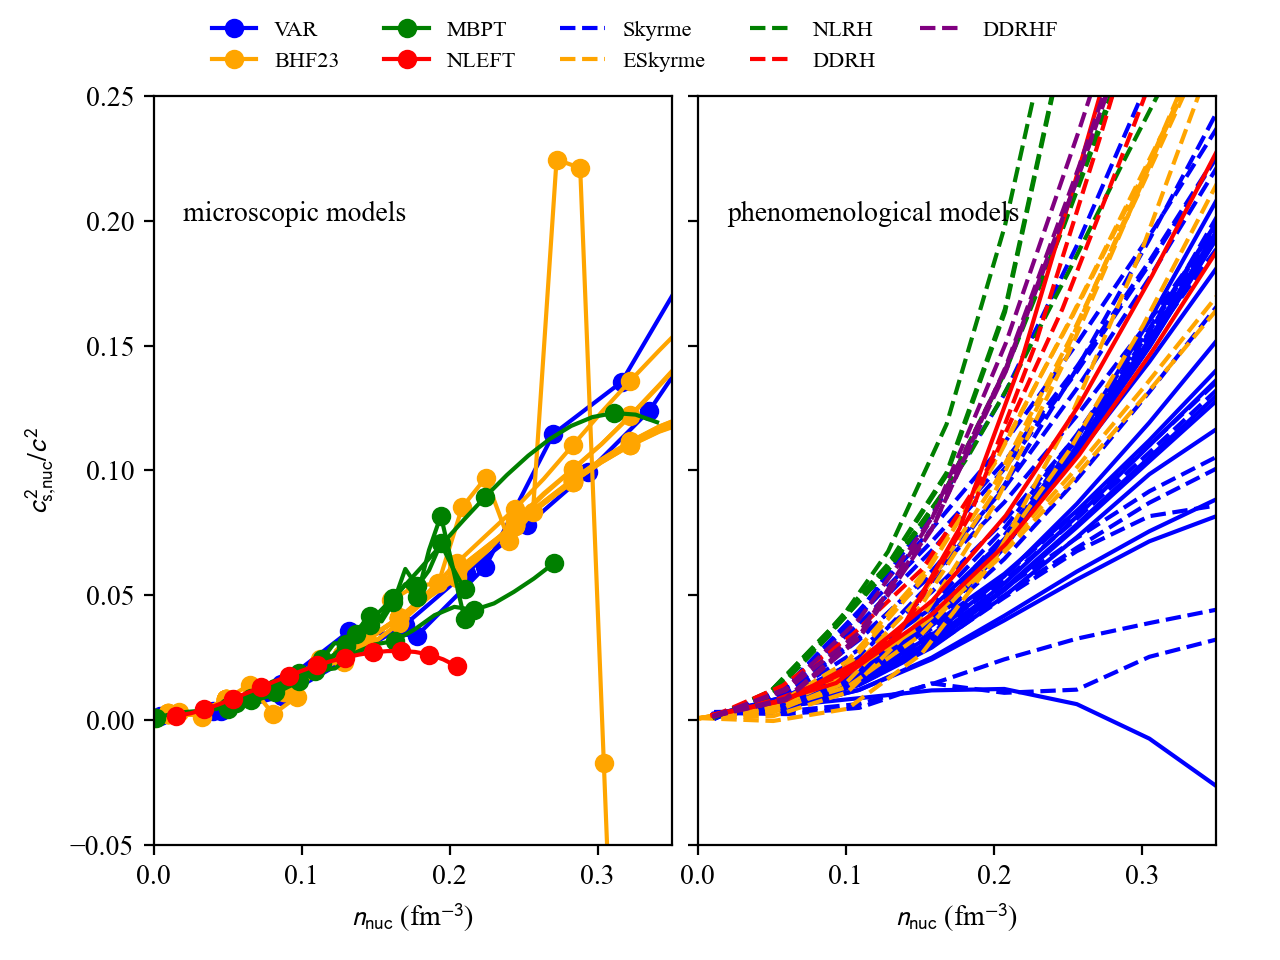 VAR MBPT Skyrme NLRH DDRHF
BHF23 NLEFT ESkyrme DDRH
0.25
0.20
0.15
0.10
0.05
0.00
−0.05
c²s,nuc/c²
microscopic models
phenomenological models
0.0 0.1 0.2 0.3
0.0 0.1 0.2 0.3
nnuc (fm⁻³)
nnuc (fm⁻³)